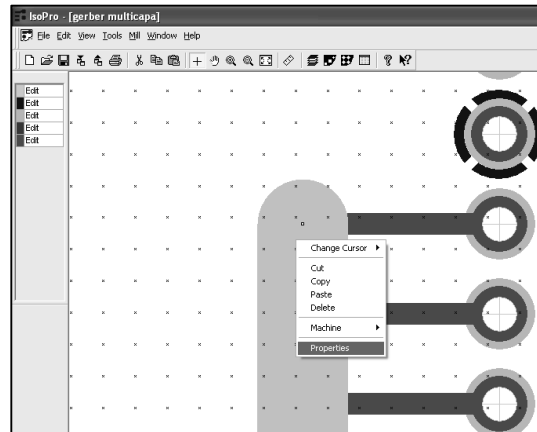 IsoPro - [gerber multicapa]
File Edit View Tools Mill Window Help
Edit
Edit
Edit
Edit
Edit
Change Cursor
Cut
Copy
Paste
Delete
Machine
Properties